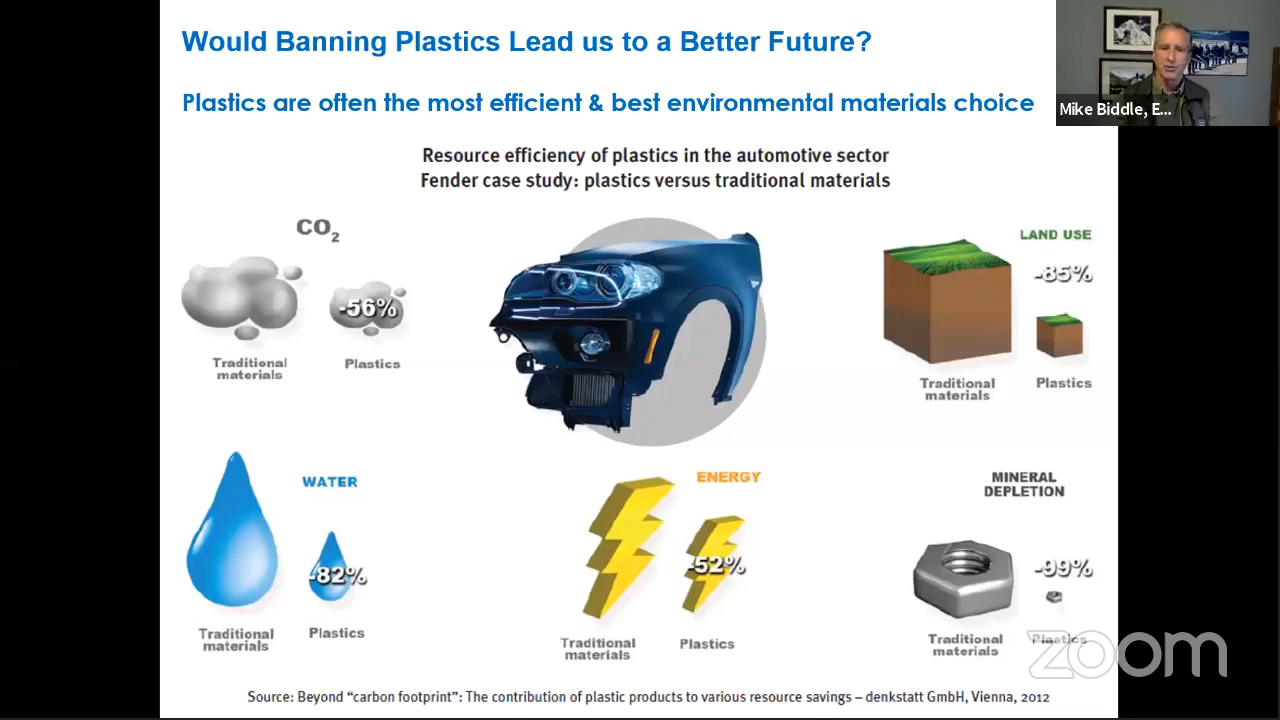 Would Banning Plastics Lead us to a Better Future?
Plastics are often the most efficient & best environmental materials choice
Mike Biddle, E...
Resource efficiency of plastics in the automotive sector
Fender case study: plastics versus traditional materials
CO2
-56%
Traditional
materials
Plastics
LAND USE
-85%
Traditional
materials
Plastics
WATER
-82%
Traditional
materials
Plastics
ENERGY
-52%
Traditional
materials
Plastics
MINERAL
DEPLETION
-99%
Traditional
materials
Plastics
zoom
Source: Beyond "carbon footprint": The contribution of plastic products to various resource savings – denkstatt GmbH, Vienna, 2012